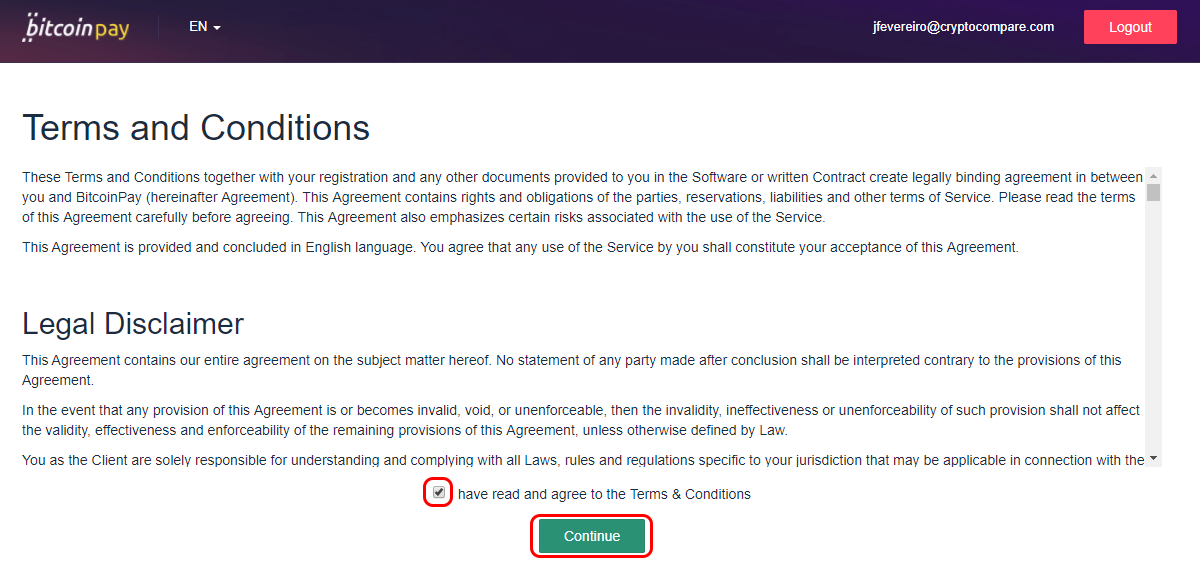 bitcoinpay
EN
jfevereiro@cryptocompare.com
Logout
Terms and Conditions
These Terms and Conditions together with your registration and any other documents provided to you in the Software or written Contract create legally binding agreement in between
you and BitcoinPay (hereinafter Agreement). This Agreement contains rights and obligations of the parties, reservations, liabilities and other terms of Service. Please read the terms
of this Agreement carefully before agreeing. This Agreement also emphasizes certain risks associated with the use of the Service.
This Agreement is provided and concluded in English language. You agree that any use of the Service by you shall constitute your acceptance of this Agreement.
Legal Disclaimer
This Agreement contains our entire agreement on the subject matter hereof. No statement of any party made after conclusion shall be interpreted contrary to the provisions of this
Agreement.
In the event that any provision of this Agreement is or becomes invalid, void, or unenforceable, then the invalidity, ineffectiveness or unenforceability of such provision shall not affect
the validity, effectiveness and enforceability of the remaining provisions of this Agreement, unless otherwise defined by Law.
You as the Client are solely responsible for understanding and complying with all Laws, rules and regulations specific to your jurisdiction that may be applicable in connection with the
have read and agree to the Terms & Conditions
Continue